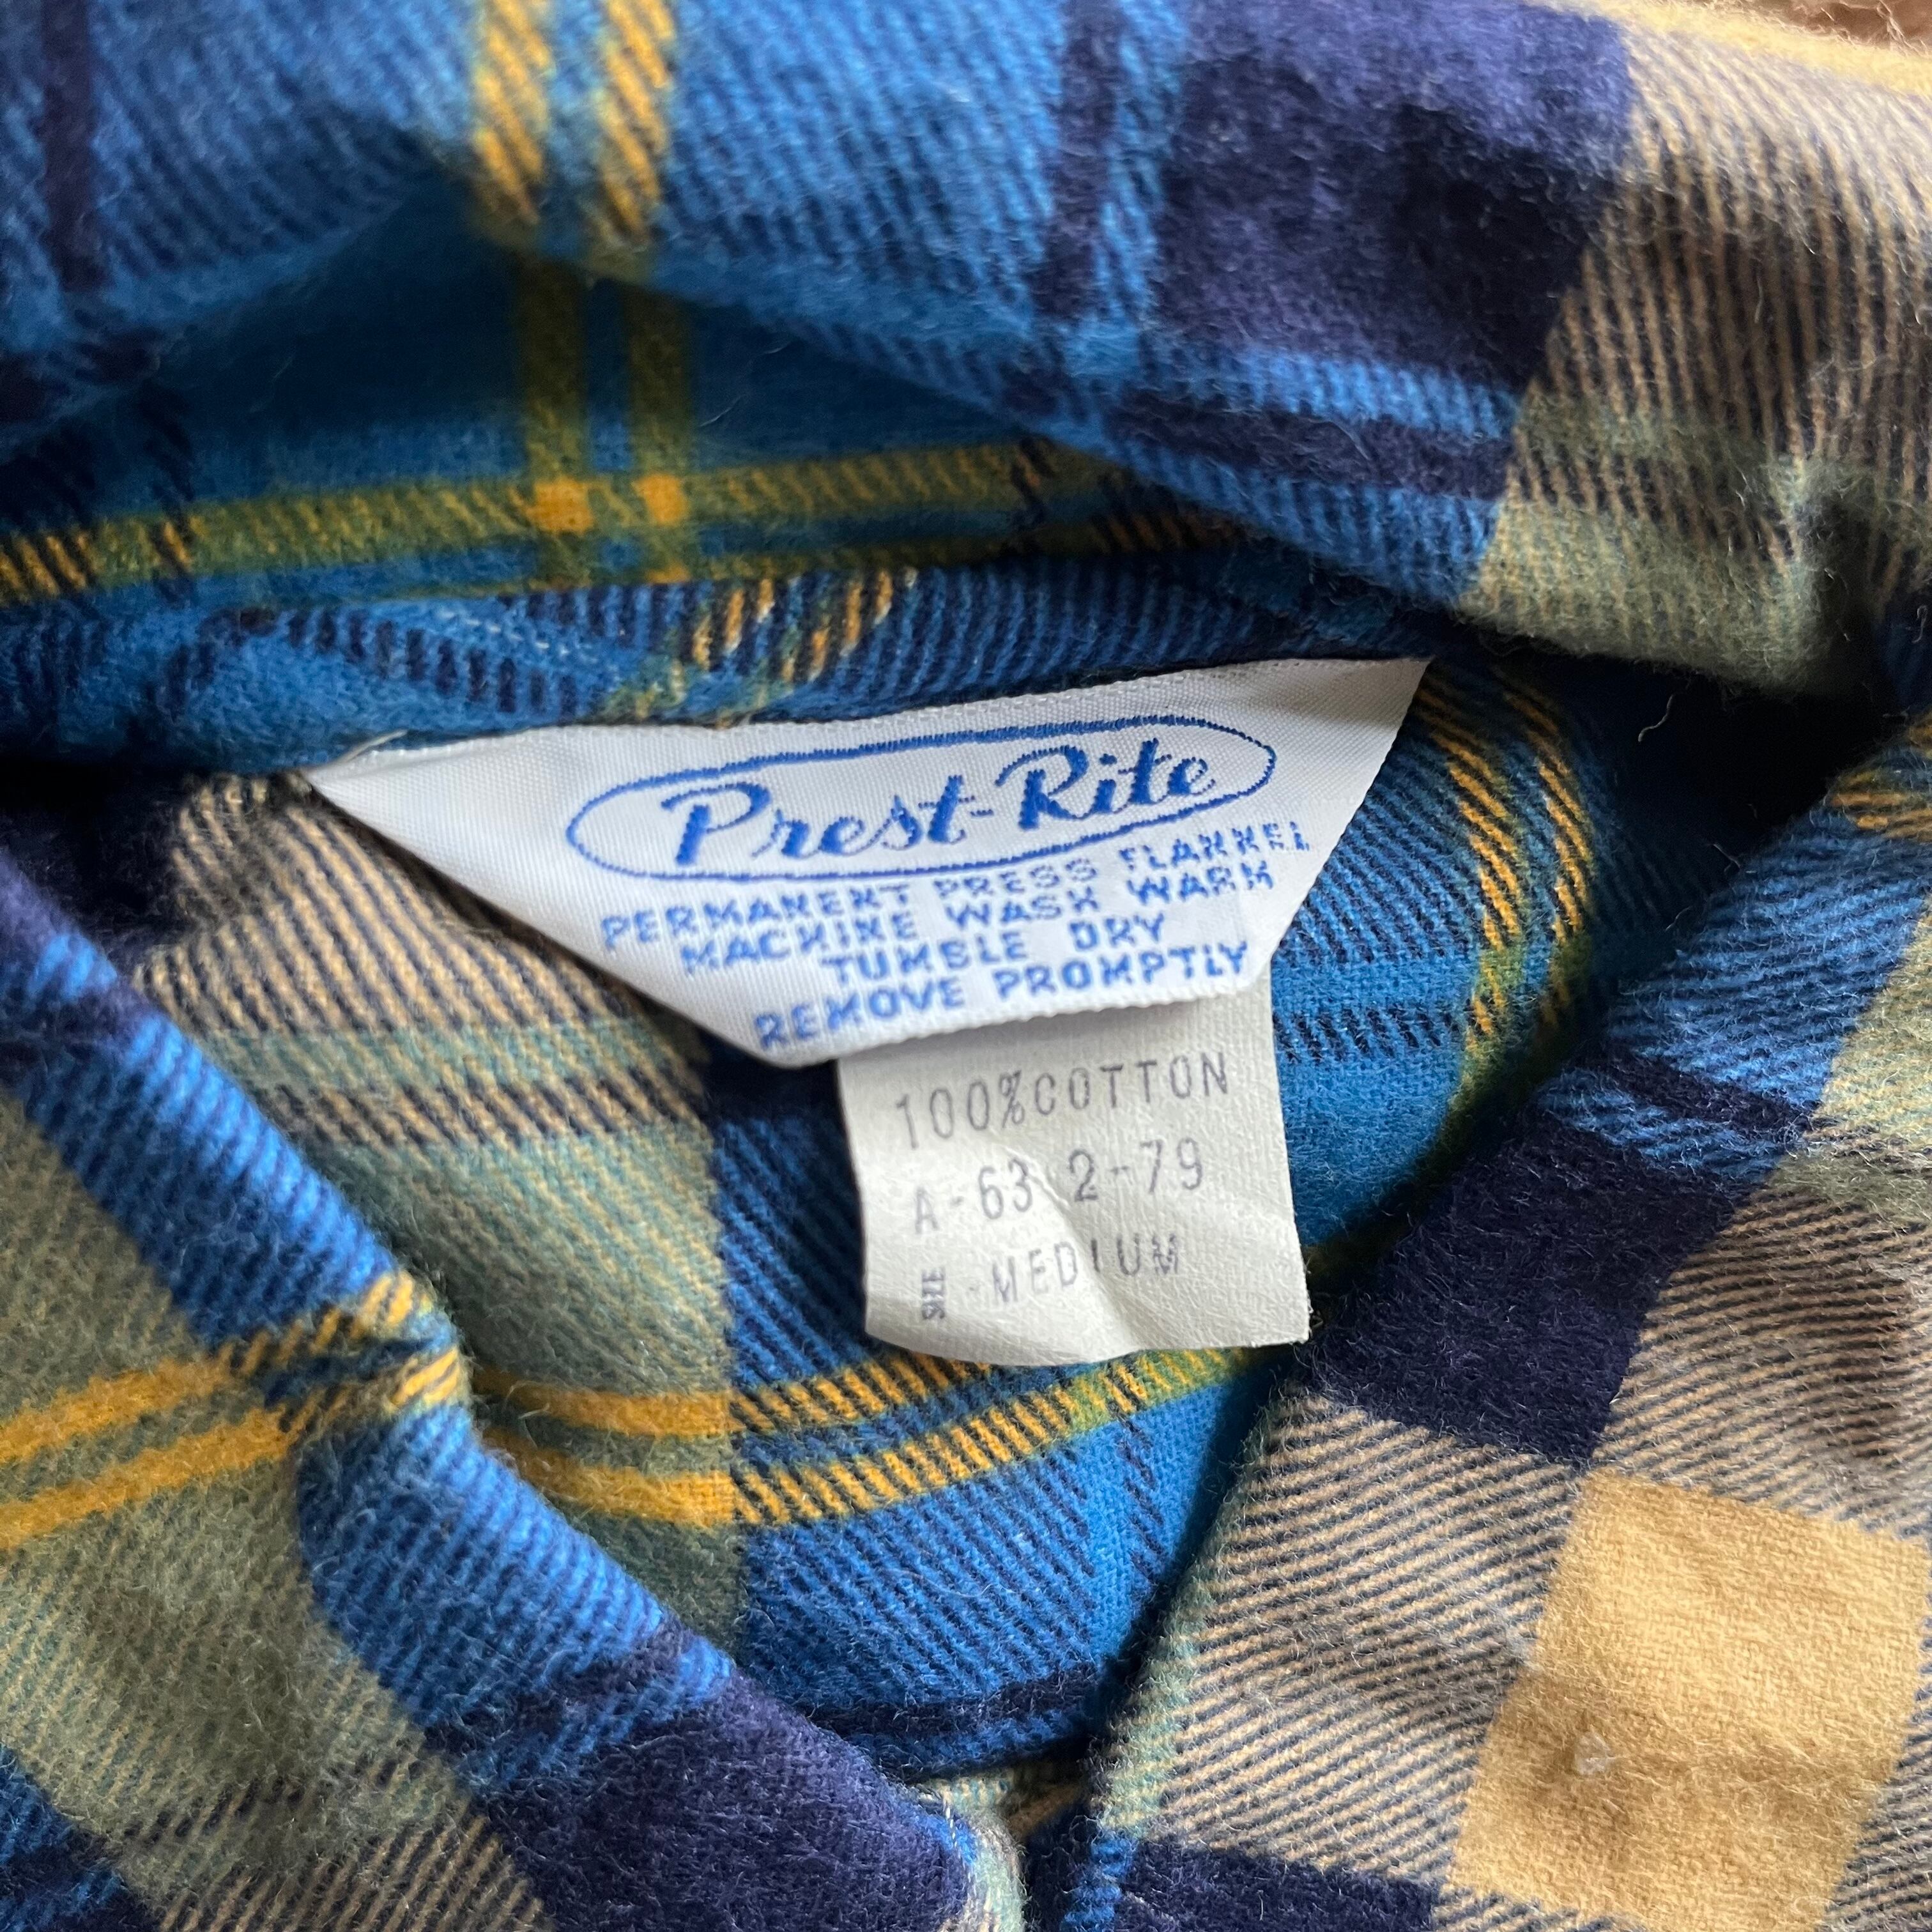 Prest-Rite
PERMANENT PRESS FLANNEL
MACHINE WASH WARM
TUMBLE DRY
REMOVE PROMPTLY
100%COTTON
A-63 2-79
SIZE -MEDIUM